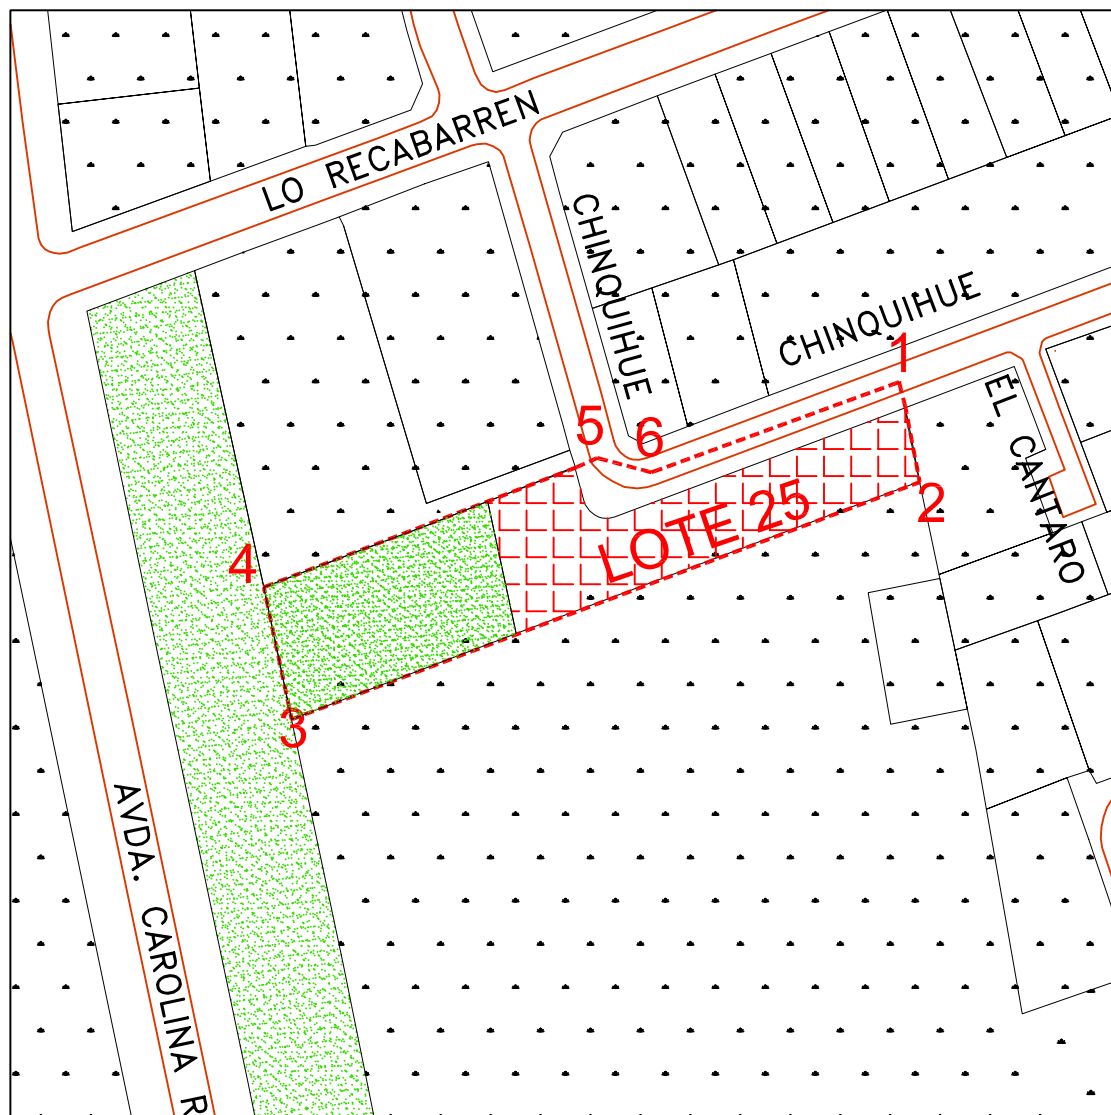 LO RECABARREN
CHINQUIHUE
CHINQUIHUE
1
EL CANTARO
5
6
2
LOTE 25
4
3
AVDA. CAROLINA R